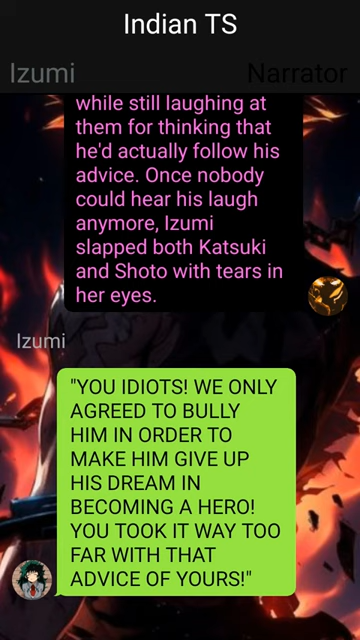 Indian TS
Izumi
Narrator
while still laughing at
them for thinking that
he'd actually follow his
advice. Once nobody
could hear his laugh
anymore, Izumi
slapped both Katsuki
and Shoto with tears in
her eyes.
Izumi
"YOU IDIOTS! WE ONLY
AGREED TO BULLY
HIM IN ORDER TO
MAKE HIM GIVE UP
HIS DREAM IN
BECOMING A HERO!
YOU TOOK IT WAY TOO
FAR WITH THAT
ADVICE OF YOURS!"